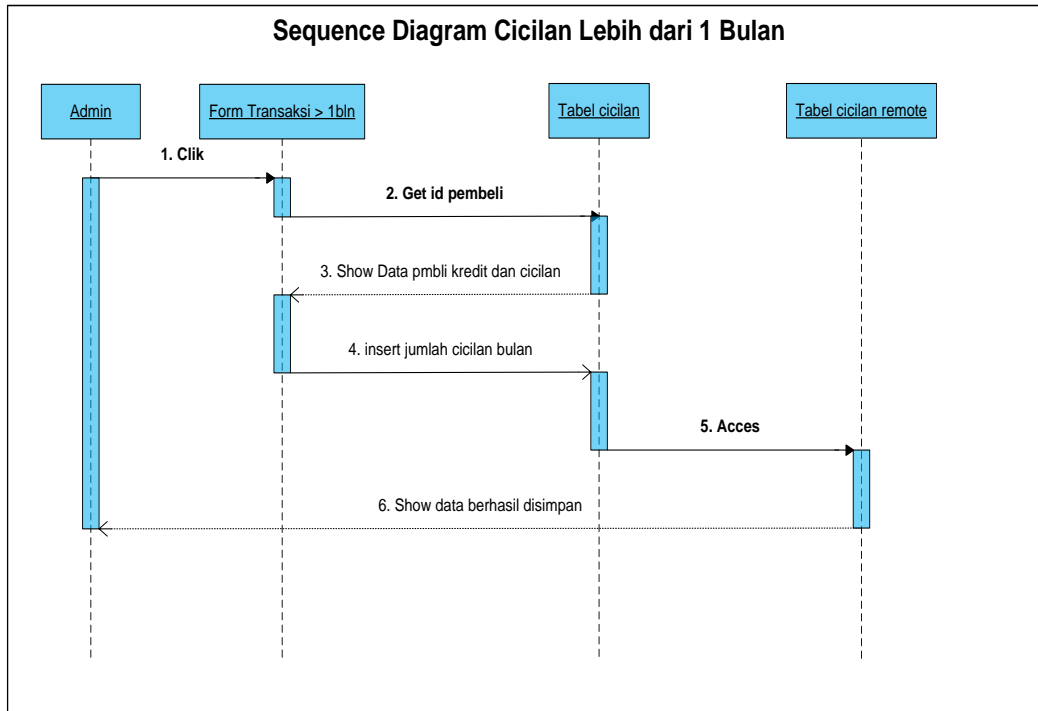 Sequence Diagram Cicilan Lebih dari 1 Bulan
Admin
Form Transaksi > 1bln
Tabel cicilan
Tabel cicilan remote
1. Clik
2. Get id pembeli
3. Show Data pmbli kredit dan cicilan
4. insert jumlah cicilan bulan
5. Acces
6. Show data berhasil disimpan